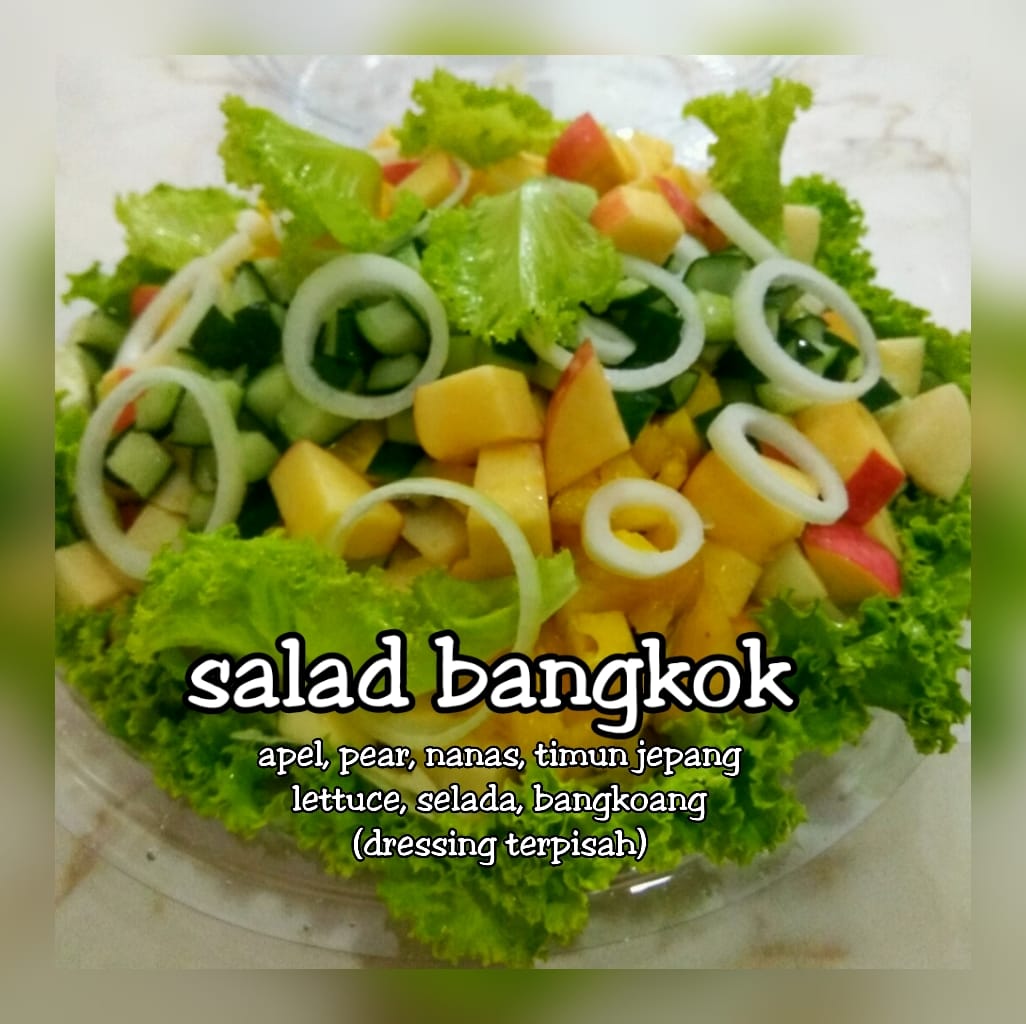 salad bangkok
apel, pear, nanas, timun jepang
lettuce, selada, bangkoang
(dressing terpisah)